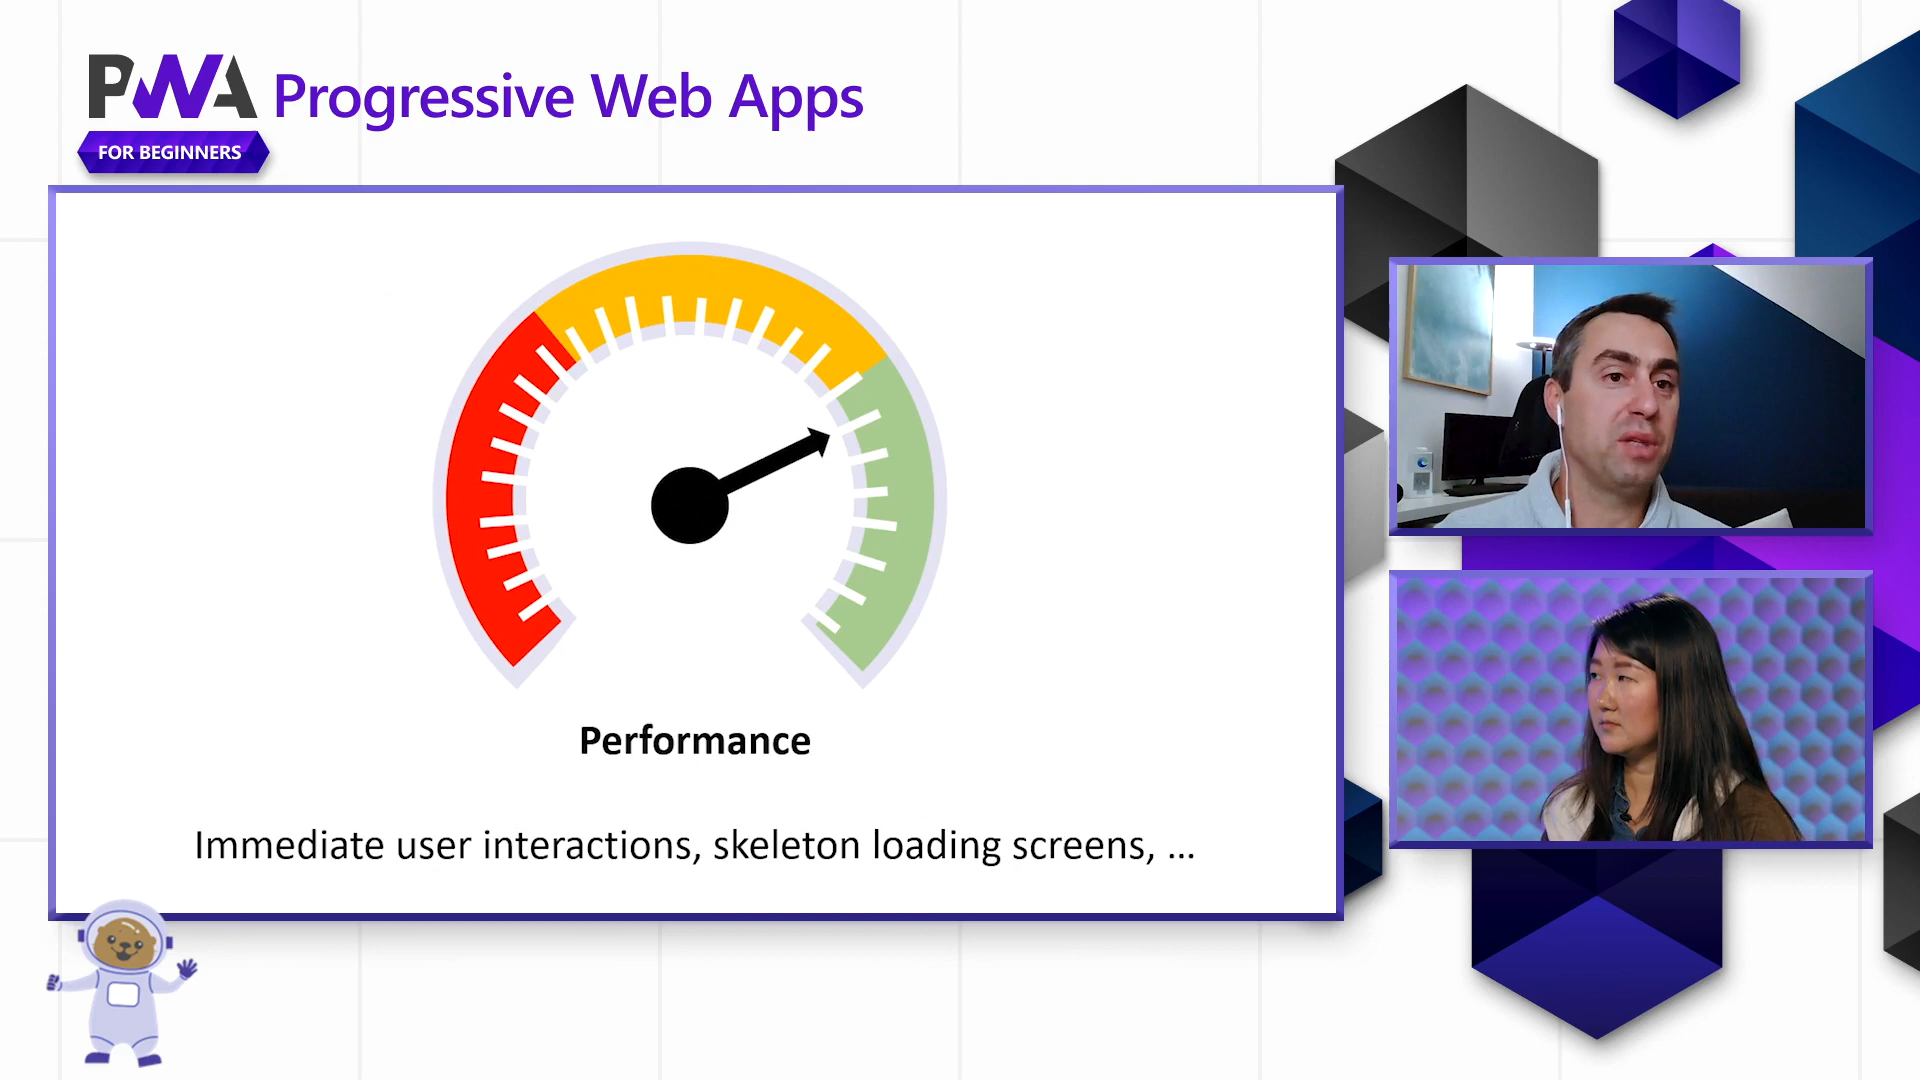 PWA Progressive Web Apps
FOR BEGINNERS
Performance
Immediate user interactions, skeleton loading screens, ...